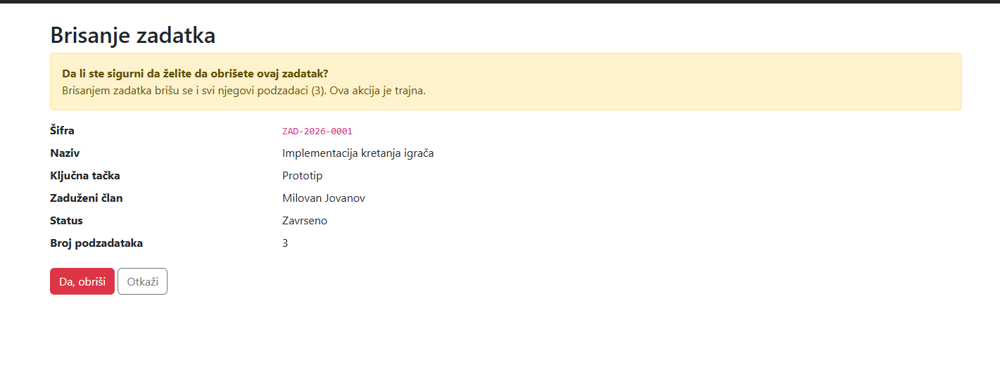 Brisanje zadatka
Da li ste sigurni da želite da obrišete ovaj zadatak?
Brisanjem zadatka brišu se i svi njegovi podzadaci (3). Ova akcija je trajna.
Šifra ZAD-2026-0001
Naziv Implementacija kretanja igrača
Ključna tačka Prototip
Zaduženi član Milovan Jovanov
Status Zavrseno
Broj podzadataka 3
Da, obriši Otkaži